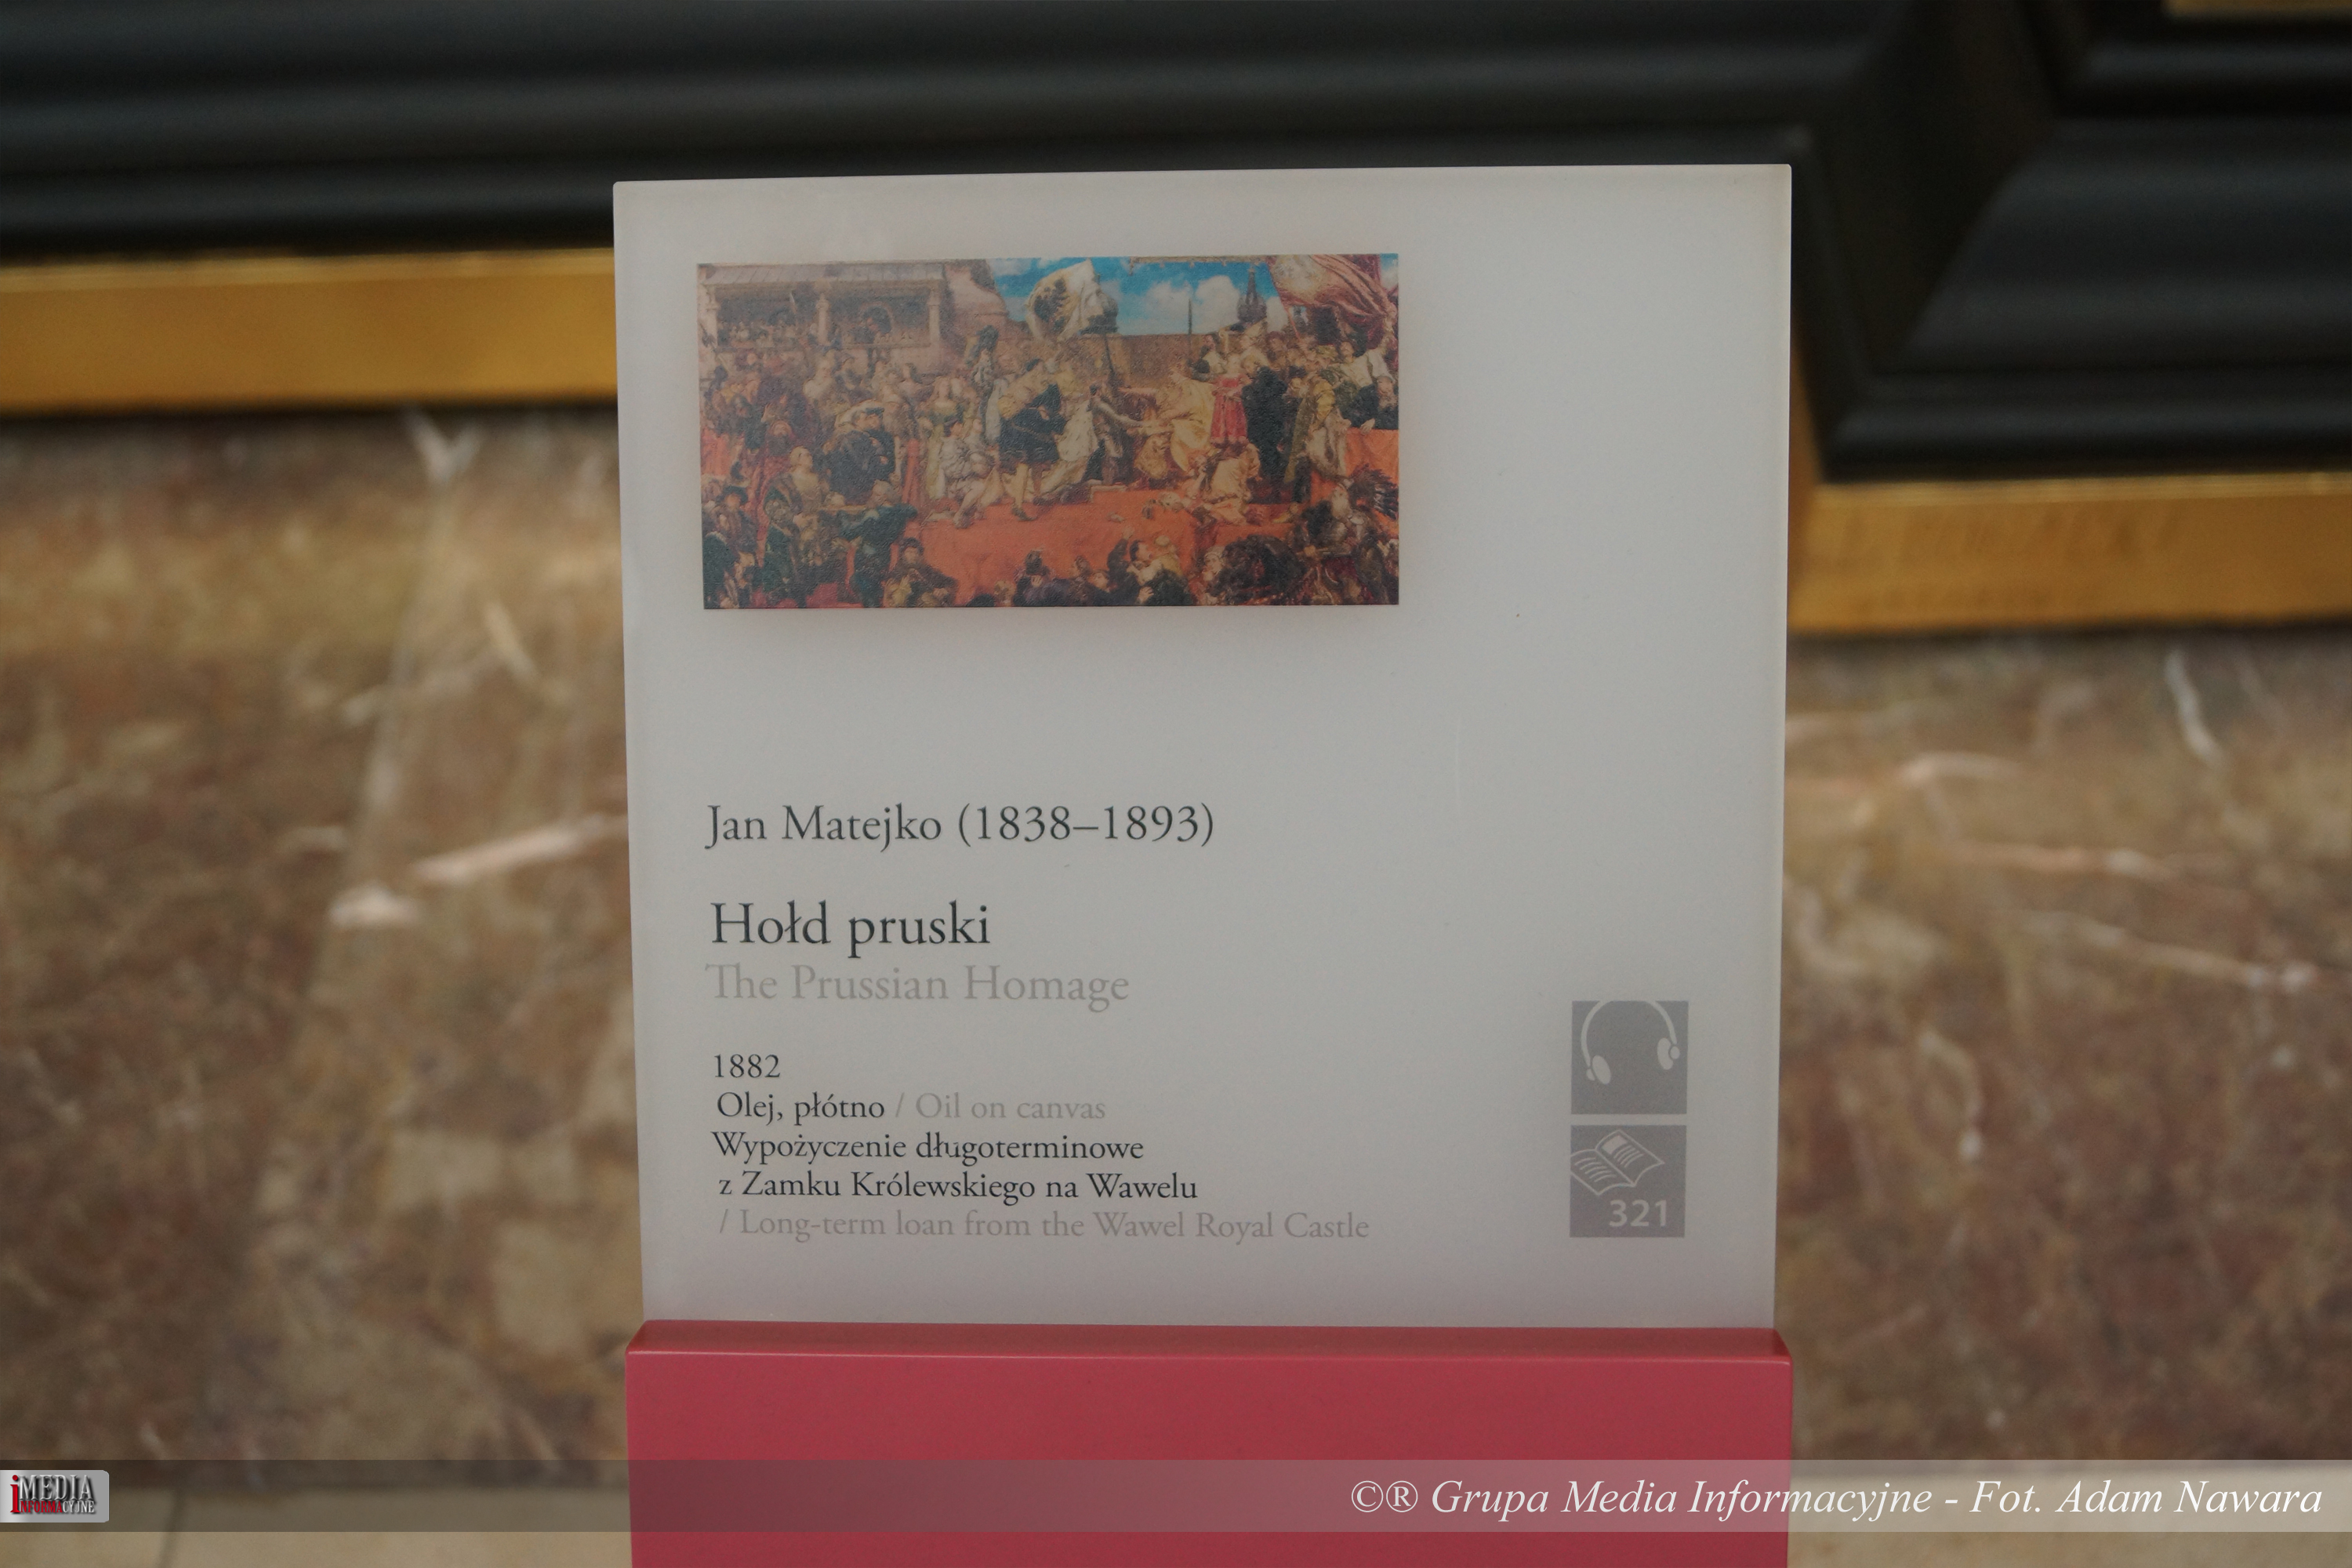 Jan Matejko (1838–1893)
Hołd pruski
The Prussian Homage
1882
Olej, płótno / Oil on canvas
Wypożyczenie długoterminowe
z Zamku Królewskiego na Wawelu
/ Long-term loan from the Wawel Royal Castle
321
iMEDIA
INFORMACYJNE
©® Grupa Media Informacyjne - Fot. Adam Nawara